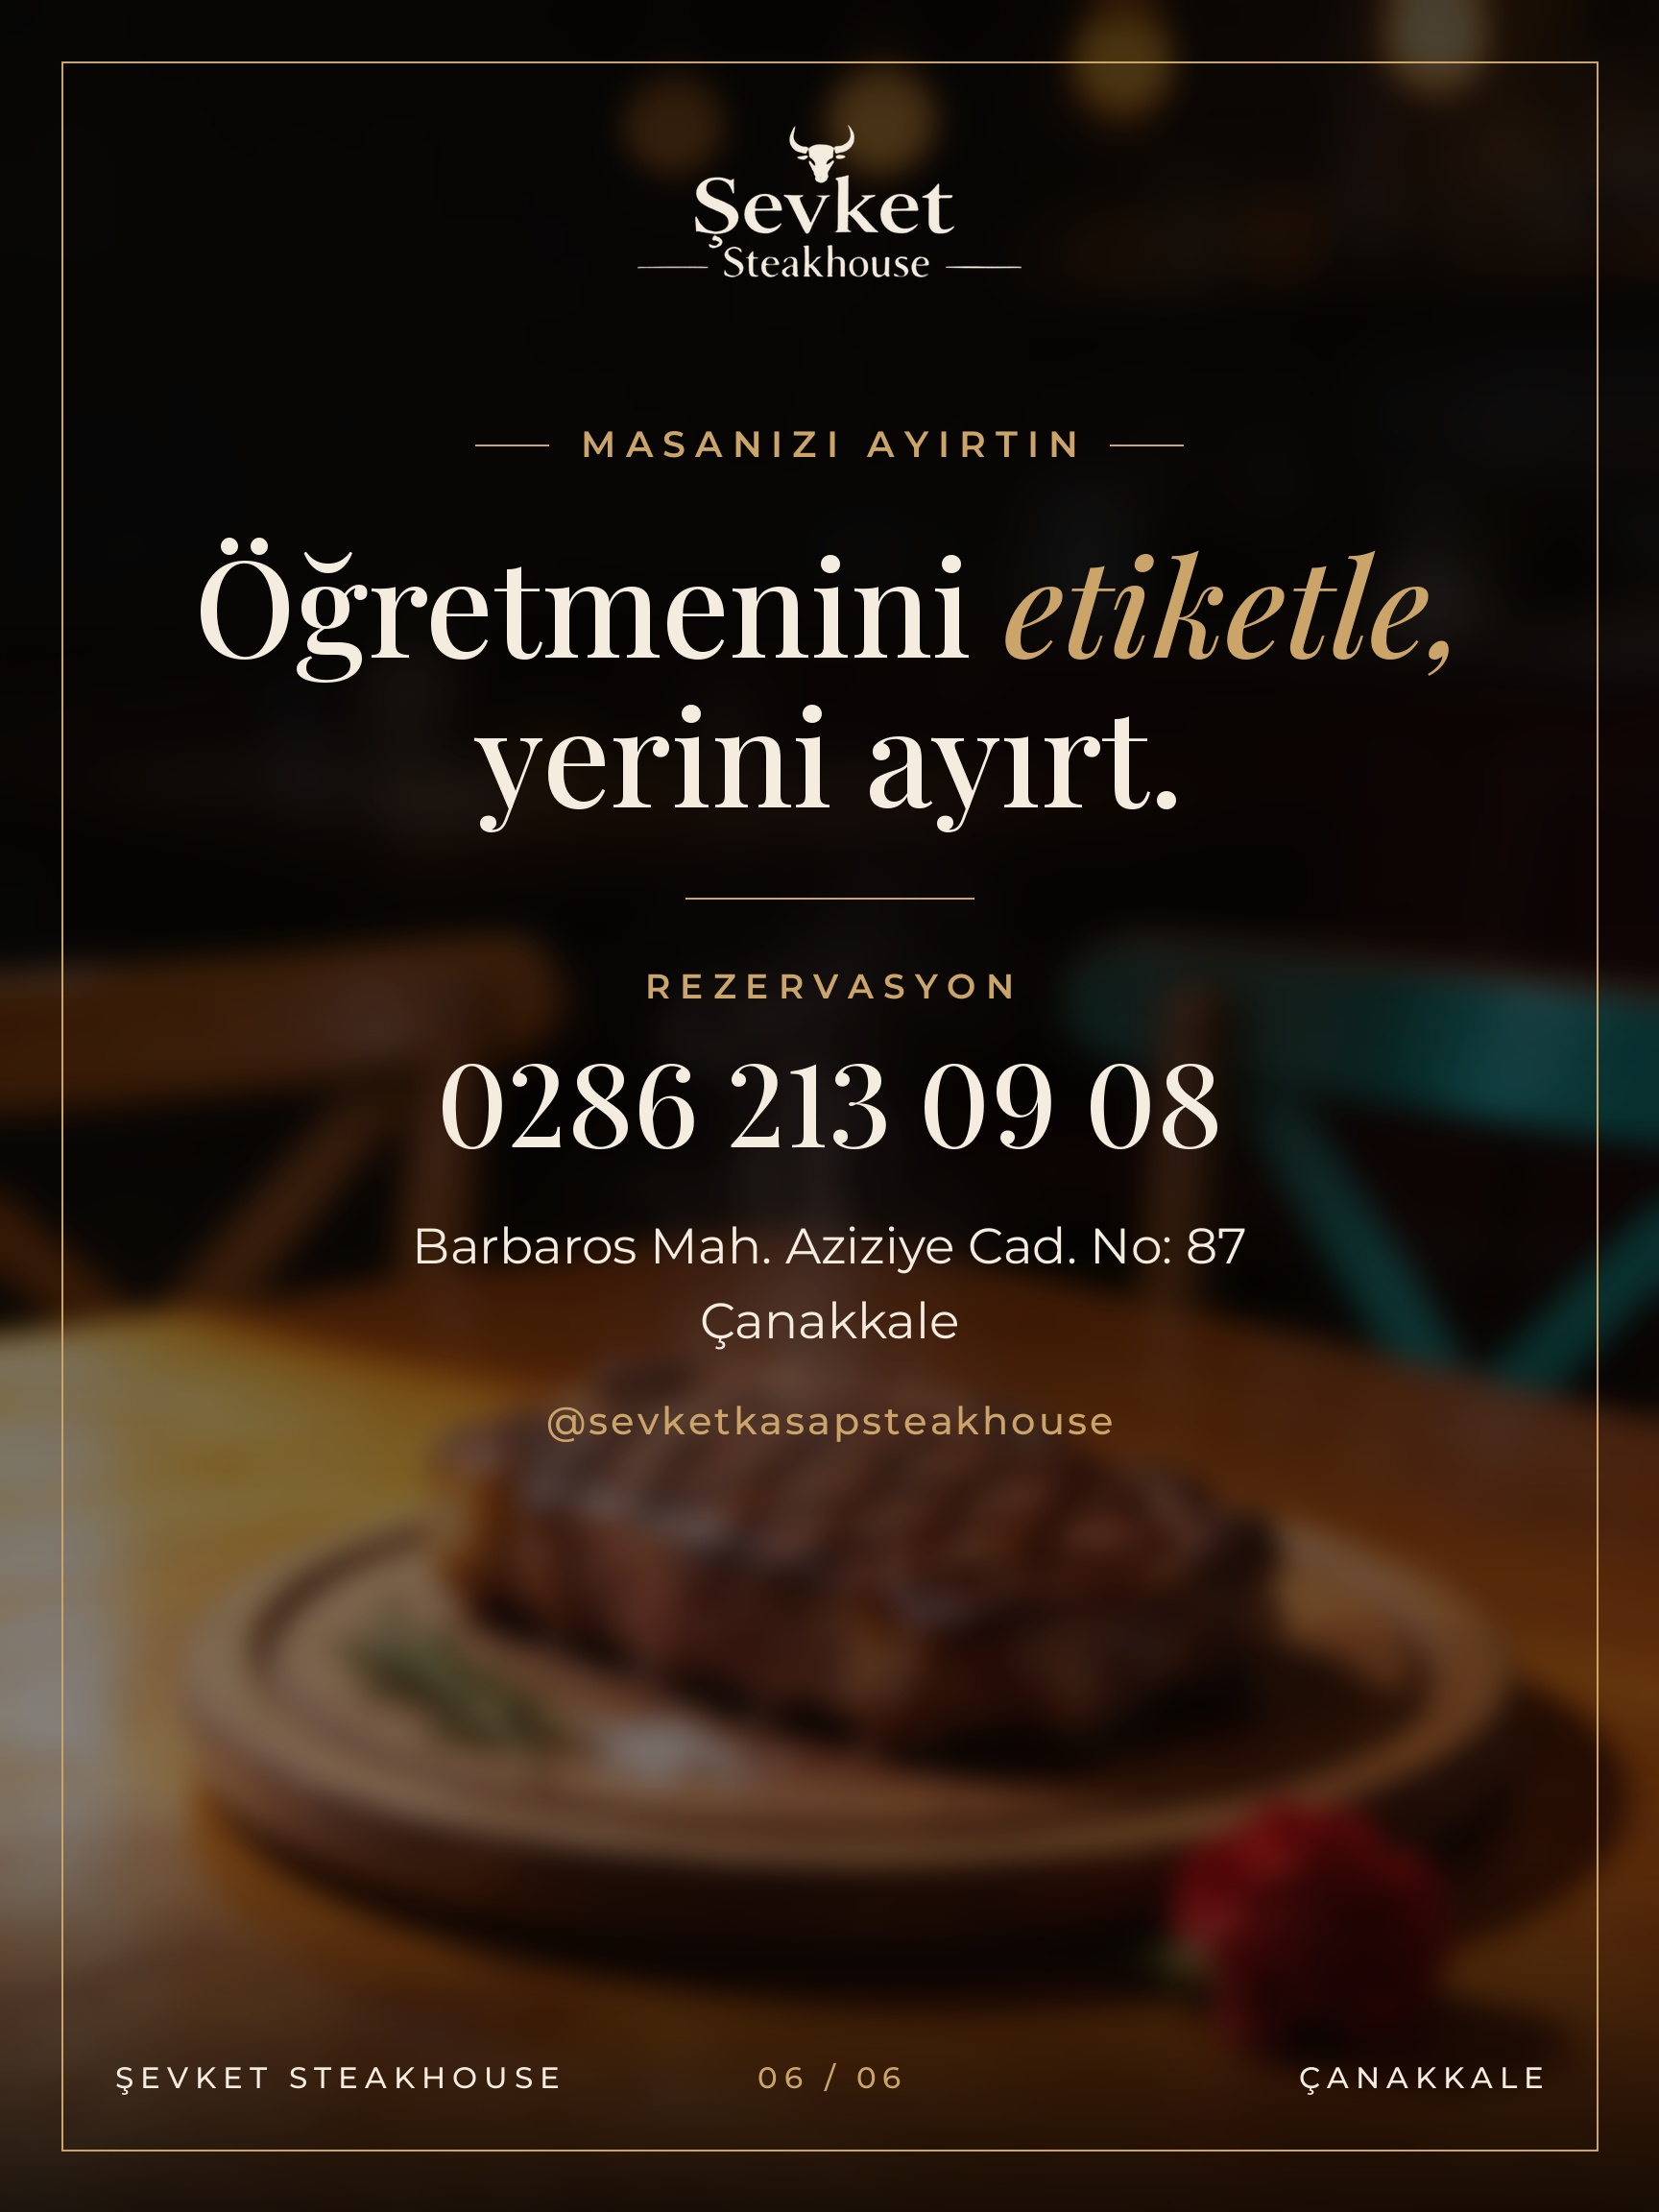 Şevket
Steakhouse
MASANIZI AYIRTIN
Öğretmenini etiketle,
yerini ayırt.
REZERVASYON
0286 213 09 08
Barbaros Mah. Aziziye Cad. No: 87
Çanakkale
@sevketkasapsteakhouse
ŞEVKET STEAKHOUSE 06 / 06 ÇANAKKALE